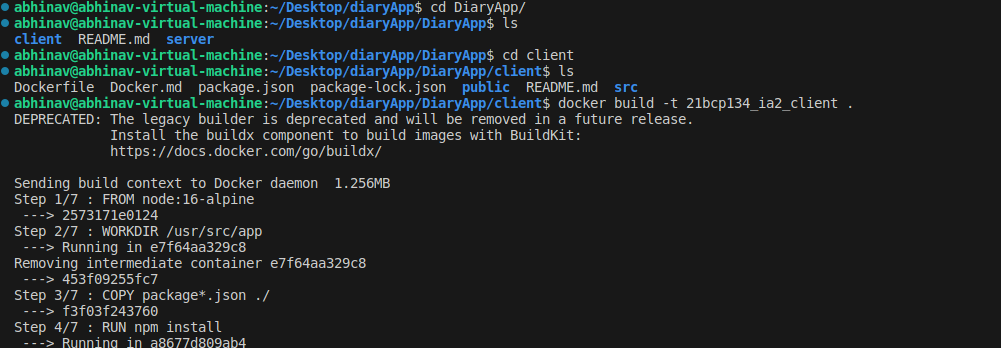 abhinav@abhinav-virtual-machine:~/Desktop/diaryApp$ cd DiaryApp/
abhinav@abhinav-virtual-machine:~/Desktop/diaryApp/DiaryApp$ ls
client  README.md  server
abhinav@abhinav-virtual-machine:~/Desktop/diaryApp/DiaryApp$ cd client
abhinav@abhinav-virtual-machine:~/Desktop/diaryApp/DiaryApp/client$ ls
Dockerfile  Docker.md  package.json  package-lock.json  public  README.md  src
abhinav@abhinav-virtual-machine:~/Desktop/diaryApp/DiaryApp/client$ docker build -t 21bcp134_ia2_client .
DEPRECATED: The legacy builder is deprecated and will be removed in a future release.
            Install the buildx component to build images with BuildKit:
            https://docs.docker.com/go/buildx/

Sending build context to Docker daemon  1.256MB
Step 1/7 : FROM node:16-alpine
 ---> 2573171e0124
Step 2/7 : WORKDIR /usr/src/app
 ---> Running in e7f64aa329c8
Removing intermediate container e7f64aa329c8
 ---> 453f09255fc7
Step 3/7 : COPY package*.json ./
 ---> f3f03f243760
Step 4/7 : RUN npm install
 ---> Running in a8677d809ab4